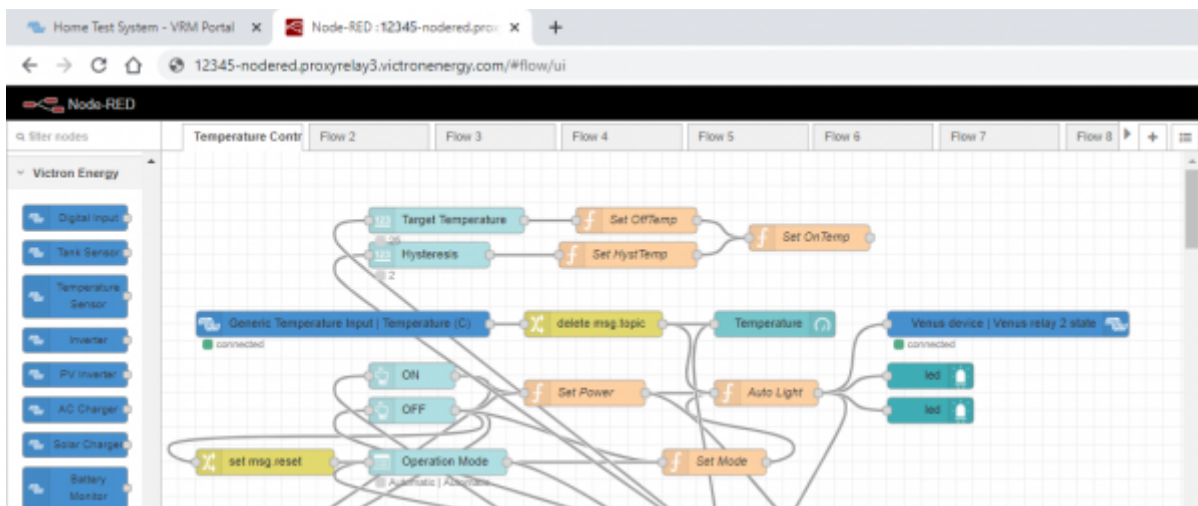 Home Test System - VRM Portal
Node-RED : 12345-nodered.prox
12345-nodered.proxyrelay3.victronenergy.com/#flow/ui
Node-RED
filter nodes
Temperature Contr
Flow 2
Flow 3
Flow 4
Flow 5
Flow 6
Flow 7
Flow 8
Victron Energy
Digital Input
Tank Sensor
Temperature
Sensor
Inverter
PV Inverter
AC Charger
Solar Charger
Battery
Monitor
Target Temperature
Set OffTemp
Set OnTemp
Hysteresis
Set HystTemp
2
Generic Temperature Input | Temperature (C)
delete msg.topic
Temperature
Venus device | Venus relay 2 state
connected
connected
ON
led
Set Power
Auto Light
OFF
led
set msg.reset
Operation Mode
Set Mode
Automatic | Automatic